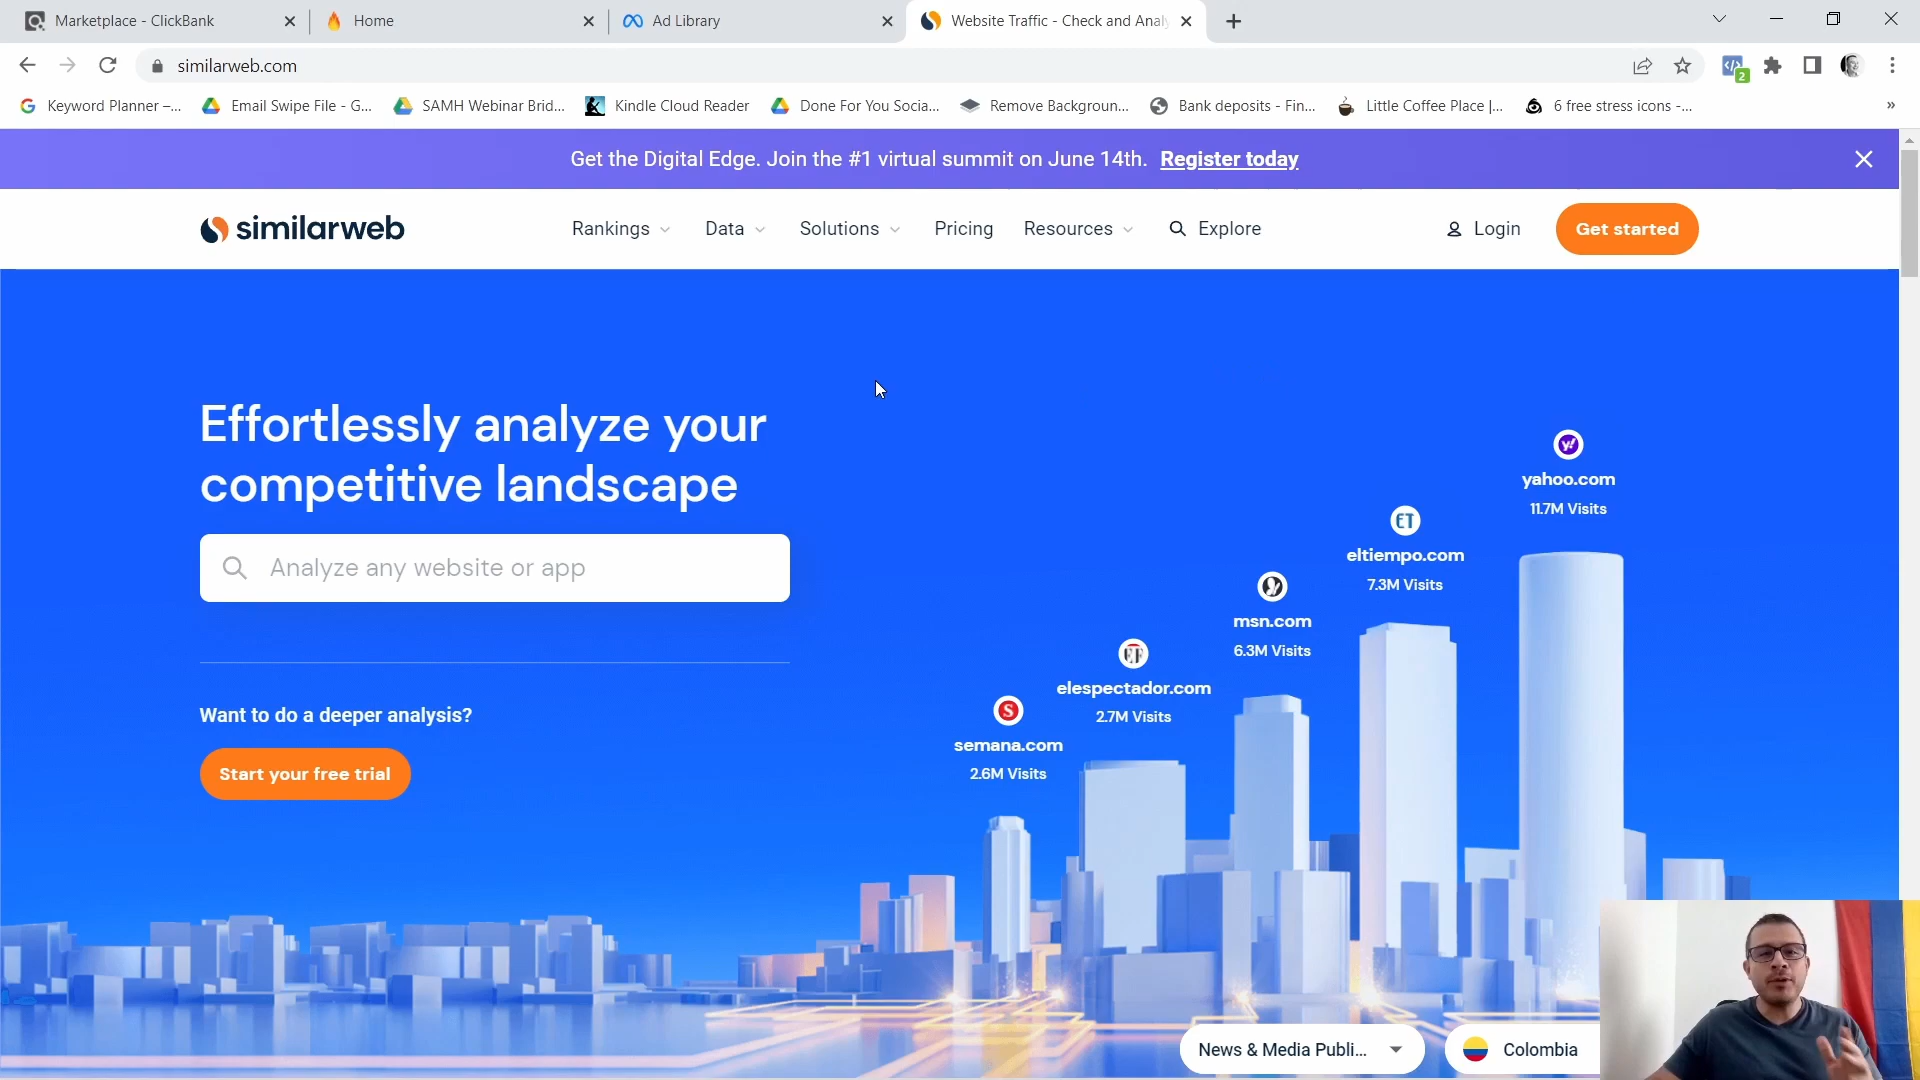 Marketplace - ClickBank
Home
Ad Library
Website Traffic - Check and Analy
similarweb.com
2
Keyword Planner –...
Email Swipe File - G...
SAMH Webinar Brid...
Kindle Cloud Reader
Done For You Socia...
Remove Backgroun...
Bank deposits - Fin...
Little Coffee Place |...
6 free stress icons -...
»
Get the Digital Edge. Join the #1 virtual summit on June 14th. Register today
similarweb
Rankings
Data
Solutions
Pricing
Resources
Explore
Login
Get started
Effortlessly analyze your
competitive landscape
Analyze any website or app
Want to do a deeper analysis?
Start your free trial
y!
yahoo.com
11.7M Visits
ET
eltiempo.com
7.3M Visits
msn.com
6.3M Visits
elespectador.com
2.7M Visits
S
semana.com
2.6M Visits
News & Media Publi...
Colombia